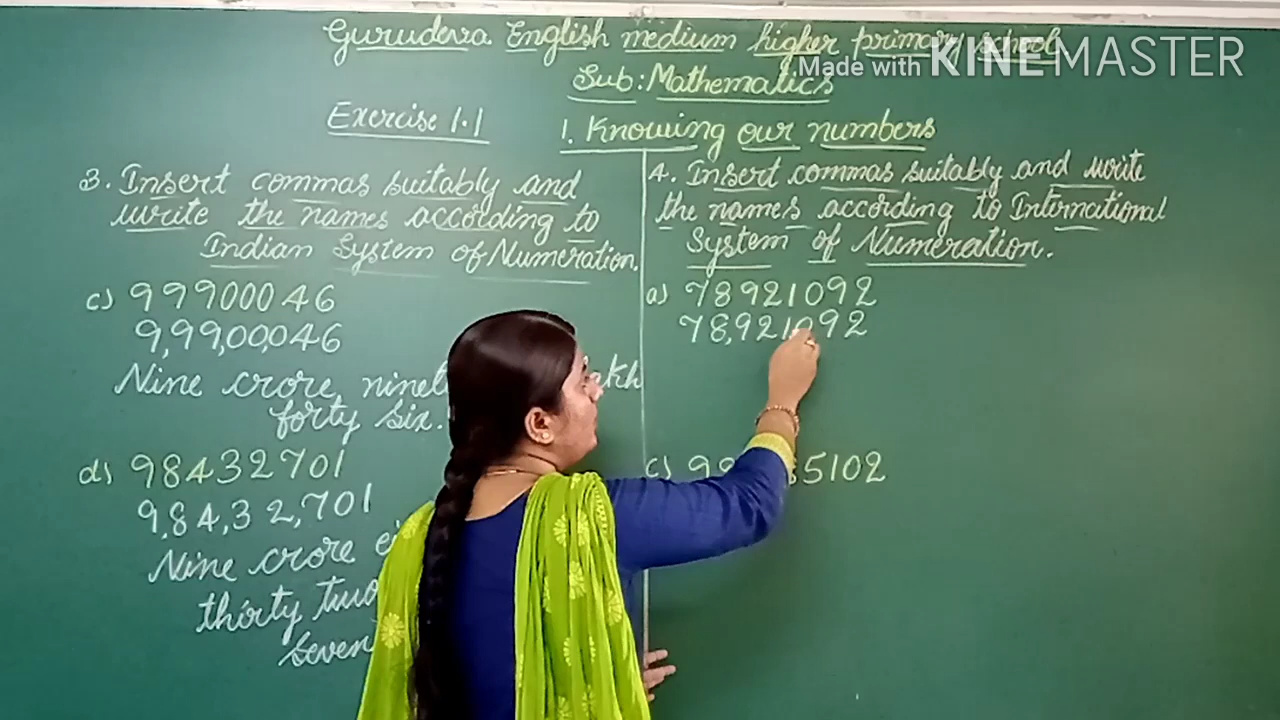 Gurudeva English medium higher primary school
Made with KINEMASTER
Sub: Mathematics
Exercise 1.1
1. Knowing our numbers
3. Insert commas suitably and
write the names according to
Indian System of Numeration.
c) 99900046
9,99,00,046
Nine crore
forty six.
d) 98432701
9,84,32,701
Nine crore
thirty two
seven
4. Insert commas suitably and write
the names according to International
System of Numeration.
a) 78921092
78,921092
c) 99 5102